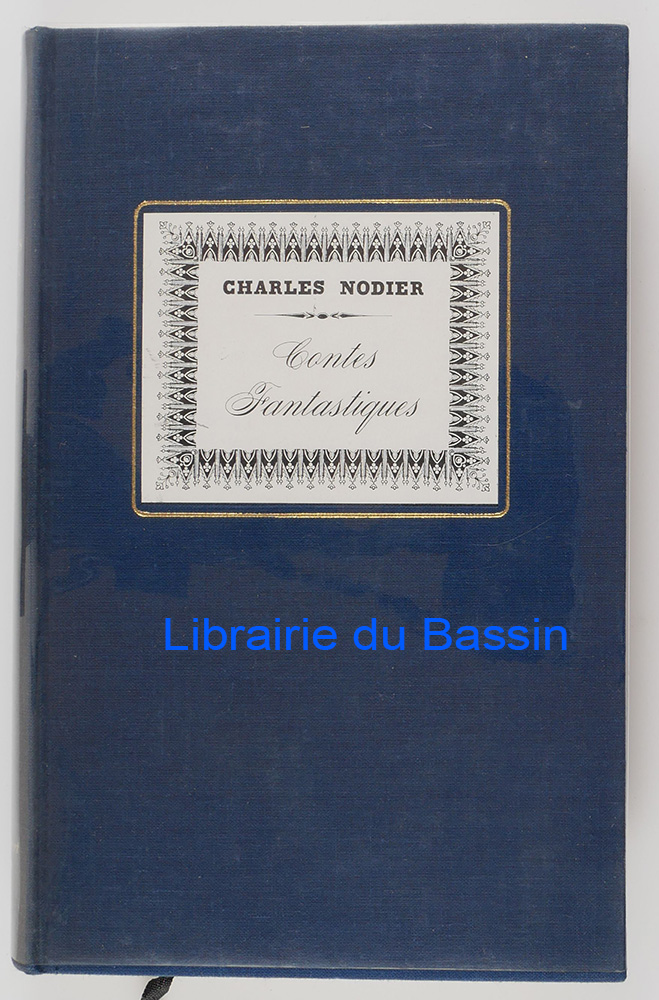 CHARLES NODIER
Contes
Fantastiques
Librairie du Bassin